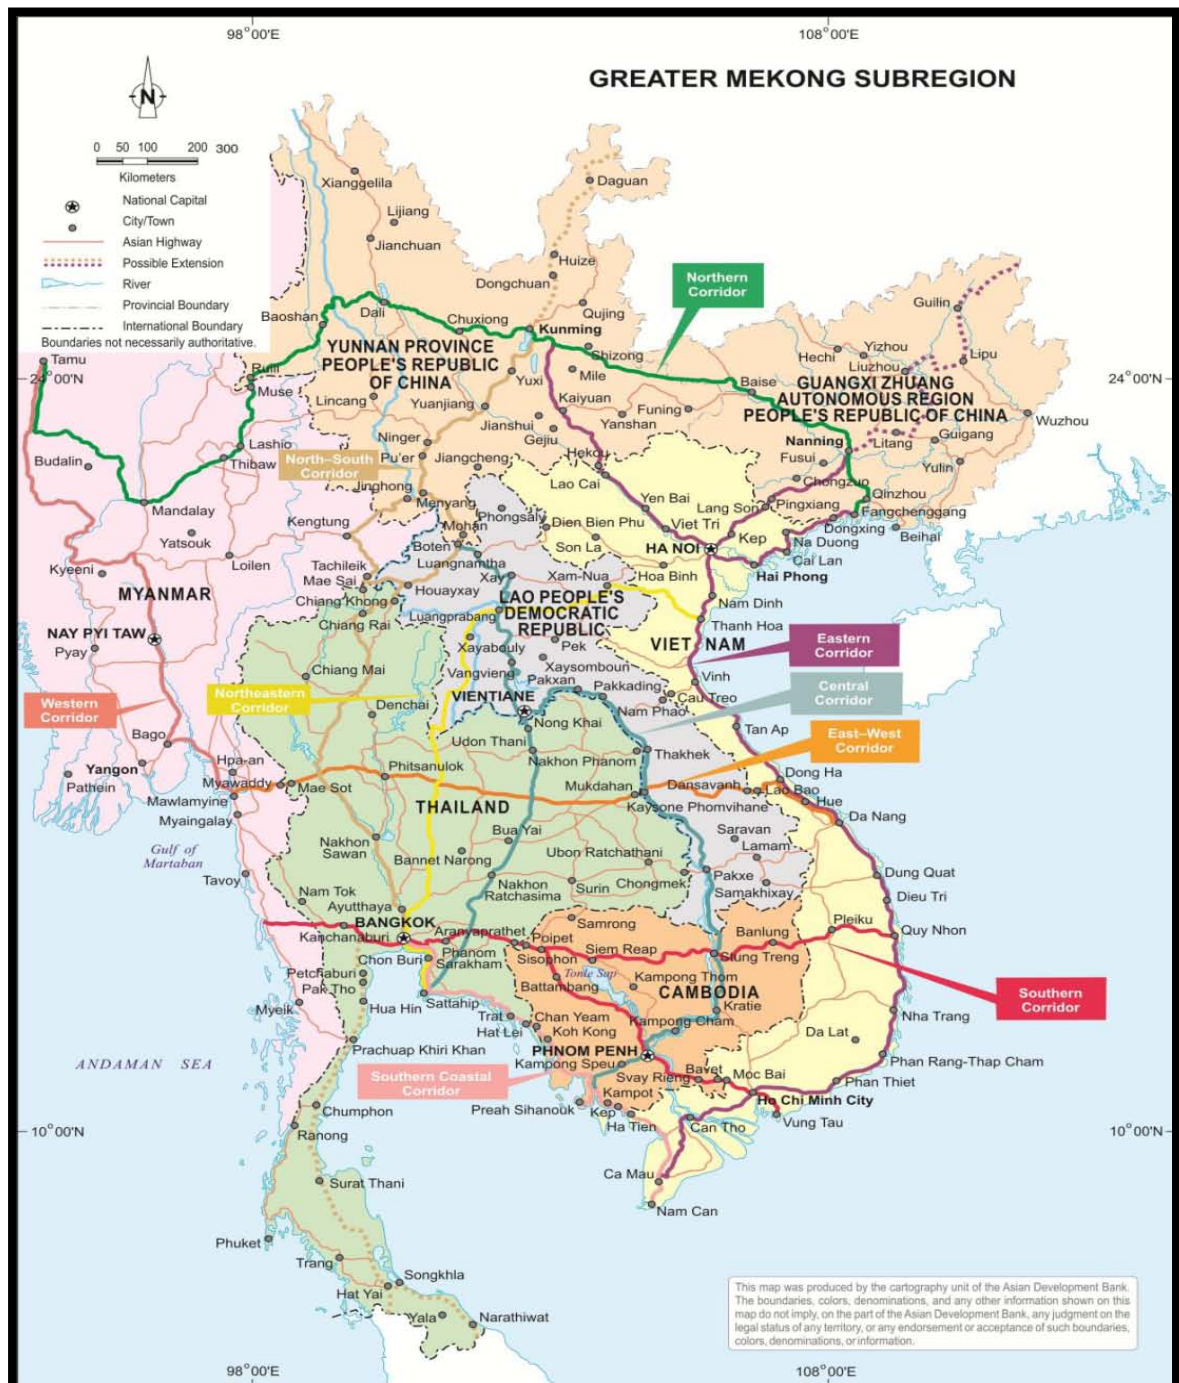 98°00'E
108°00'E
GREATER MEKONG SUBREGION
N
0 50 100 200 300
Kilometers
National Capital
City/Town
Asian Highway
Possible Extension
River
Provincial Boundary
International Boundary
Boundaries not necessarily authoritative.
Xianggelila
Daguan
Lijiang
Jianchuan
Huize
Dongchuan
Northern
Corridor
Guilin
Dali
Baoshan
Chuxiong
Qujing
Kunming
YUNNAN PROVINCE
PEOPLE'S REPUBLIC
OF CHINA
Shizong
Hechi
Yizhou
Liuzhou
Lipu
Tamu
24°00'N
24°00'N
Ruili
Muse
Mile
Yuxi
Baise
GUANGXI ZHUANG
AUTONOMOUS REGION
PEOPLE'S REPUBLIC OF CHINA
Lincang
Yuanjiang
Kaiyuan
Funing
Yanshan
Wuzhou
Jianshui
Gejiu
Nanning
Litang
Guigang
Lashio
Thibaw
Ninger
Pu'er
Jiangcheng
Hekou
Fusui
Yulin
Budalin
North–South
Corridor
Lao Cai
Chongzuo
Jinghong
Menyang
Yen Bai
Lang Son
Pingxiang
Qinzhou
Fangchenggang
Mandalay
Kengtung
Mohan
Phongsaly
Dien Bien Phu
Viet Tri
Dongxing
Beihai
Yatsouk
Boten
Son La
HA NOI
Kep
Na Duong
Cai Lan
Kyeeni
Loilen
Tachileik
Mae Sai
Luangnamtha
Xay
Xam-Nua
Hoa Binh
Hai Phong
MYANMAR
Chiang Khong
Houayxay
LAO PEOPLE'S
DEMOCRATIC
REPUBLIC
Nam Dinh
Chiang Rai
Luangprabang
Thanh Hoa
NAY PYI TAW
Pyay
Xayabouly
Pek
VIET NAM
Eastern
Corridor
Chiang Mai
Vangvieng
Xaysomboun
Pakxan
Pakkading
Vinh
Western
Corridor
Northeastern
Corridor
VIENTIANE
Nam Phao
Cau Treo
Central
Corridor
Denchai
Nong Khai
Tan Ap
East–West
Corridor
Bago
Udon Thani
Thakhek
Nakhon Phanom
Yangon
Hpa-an
Phitsanulok
Dong Ha
Pathein
Myawaddy
Mae Sot
Mukdahan
Dansavanh
Lao Bao
Mawlamyine
THAILAND
Kaysone Phomvihane
Hue
Myaingalay
Da Nang
Bua Yai
Saravan
Gulf of
Martaban
Nakhon
Sawan
Bannet Narong
Ubon Ratchathani
Lamam
Tavoy
Nam Tok
Nakhon
Ratchasima
Surin
Chongmek
Pakxe
Samakhixay
Dung Quat
Dieu Tri
Ayutthaya
BANGKOK
Samrong
Pleiku
Kanchanaburi
Aranyaprathet
Poipet
Banlung
Quy Nhon
Chon Buri
Phanom
Sarakham
Sisophon
Siem Reap
Stung Treng
Petchaburi
Pak Tho
Tonle Sap
Kampong Thom
Battambang
CAMBODIA
Southern
Corridor
Myeik
Hua Hin
Sattahip
Kratie
Trat
Chan Yeam
Nha Trang
Hat Lei
Koh Kong
Kampong Cham
Da Lat
Prachuap Khiri Khan
PHNOM PENH
Phan Rang-Thap Cham
ANDAMAN SEA
Kampong Speu
Bavet
Moc Bai
Southern Coastal
Corridor
Svay Rieng
Phan Thiet
Kampot
Ho Chi Minh City
Chumphon
Preah Sihanouk
Kep
Vung Tau
Ranong
Ha Tien
Can Tho
10°00'N
10°00'N
Surat Thani
Ca Mau
Nam Can
Phuket
Trang
Songkhla
Hat Yai
Yala
Narathiwat
This map was produced by the cartography unit of the Asian Development Bank.
The boundaries, colors, denominations, and any other information shown on this
map do not imply, on the part of the Asian Development Bank, any judgment on the
legal status of any territory, or any endorsement or acceptance of such boundaries,
colors, denominations, or information.
98°00'E
108°00'E